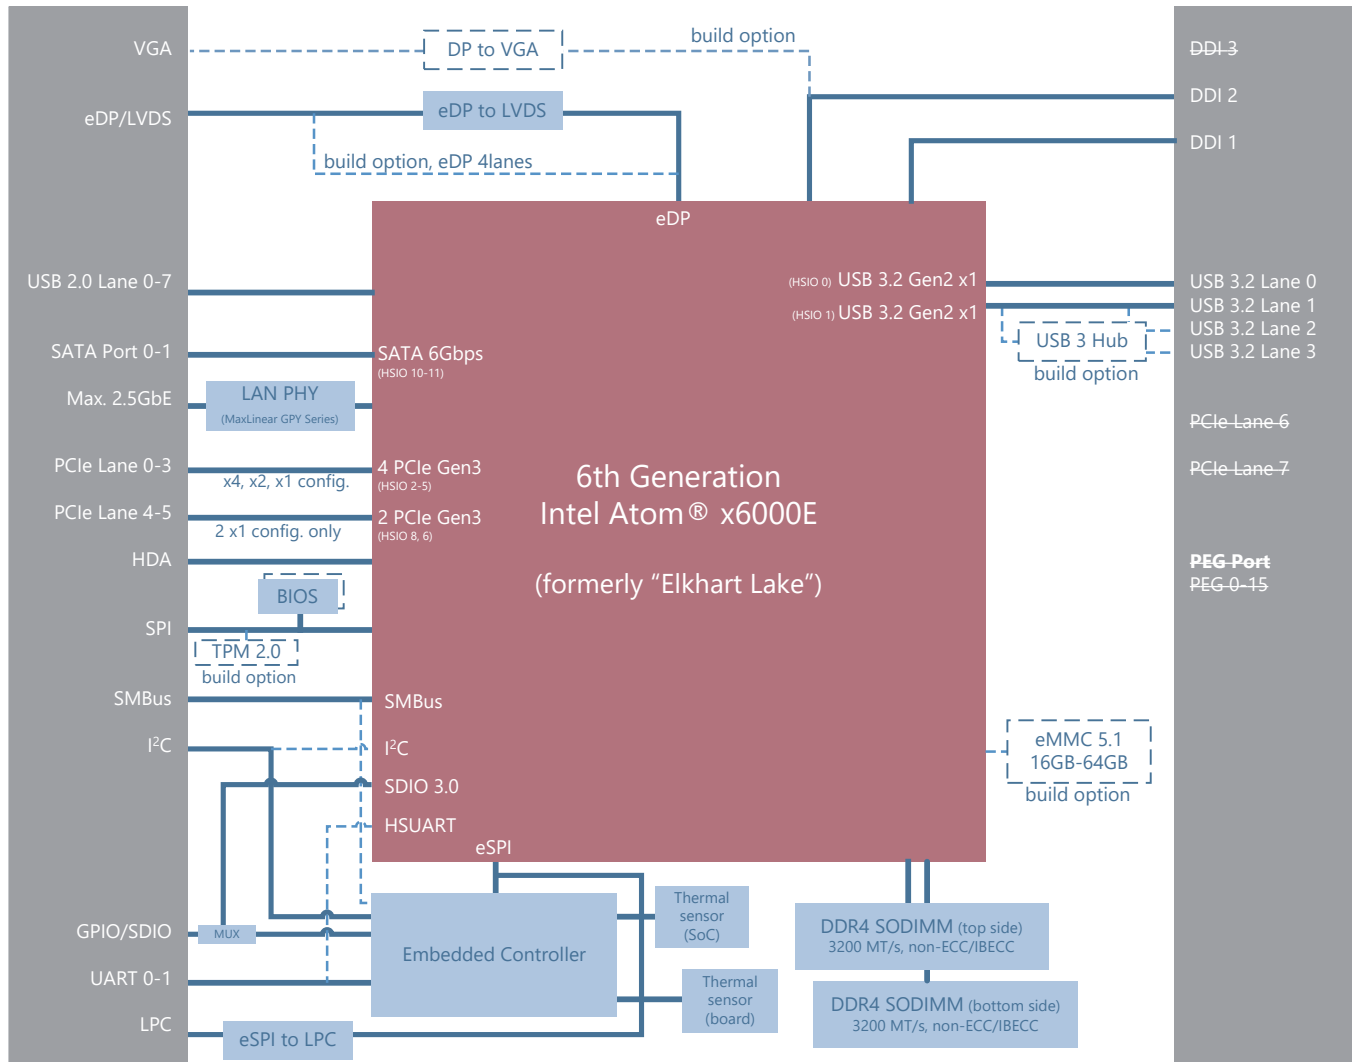 VGA
DP to VGA
build option
DDI 3
eDP/LVDS
eDP to LVDS
DDI 2
DDI 1
build option, eDP 4lanes
eDP
USB 2.0 Lane 0-7
(HSIO 0) USB 3.2 Gen2 x1
USB 3.2 Lane 0
(HSIO 1) USB 3.2 Gen2 x1
USB 3.2 Lane 1
USB 3.2 Lane 2
USB 3 Hub
USB 3.2 Lane 3
build option
SATA Port 0-1
SATA 6Gbps
(HSIO 10-11)
Max. 2.5GbE
LAN PHY
(MaxLinear GPY Series)
PCIe Lane 6
PCIe Lane 0-3
x4, x2, x1 config.
4 PCIe Gen3
(HSIO 2-5)
PCIe Lane 7
6th Generation
Intel Atom® x6000E
(formerly “Elkhart Lake”)
PCIe Lane 4-5
2 x1 config. only
2 PCIe Gen3
(HSIO 8, 6)
HDA
PEG Port
PEG 0-15
BIOS
SPI
TPM 2.0
build option
SMBus
SMBus
I²C
I²C
eMMC 5.1
16GB-64GB
build option
SDIO 3.0
HSUART
eSPI
GPIO/SDIO
MUX
Embedded Controller
Thermal
sensor
(SoC)
DDR4 SODIMM (top side)
3200 MT/s, non-ECC/IBECC
UART 0-1
Thermal
sensor
(board)
DDR4 SODIMM (bottom side)
3200 MT/s, non-ECC/IBECC
LPC
eSPI to LPC